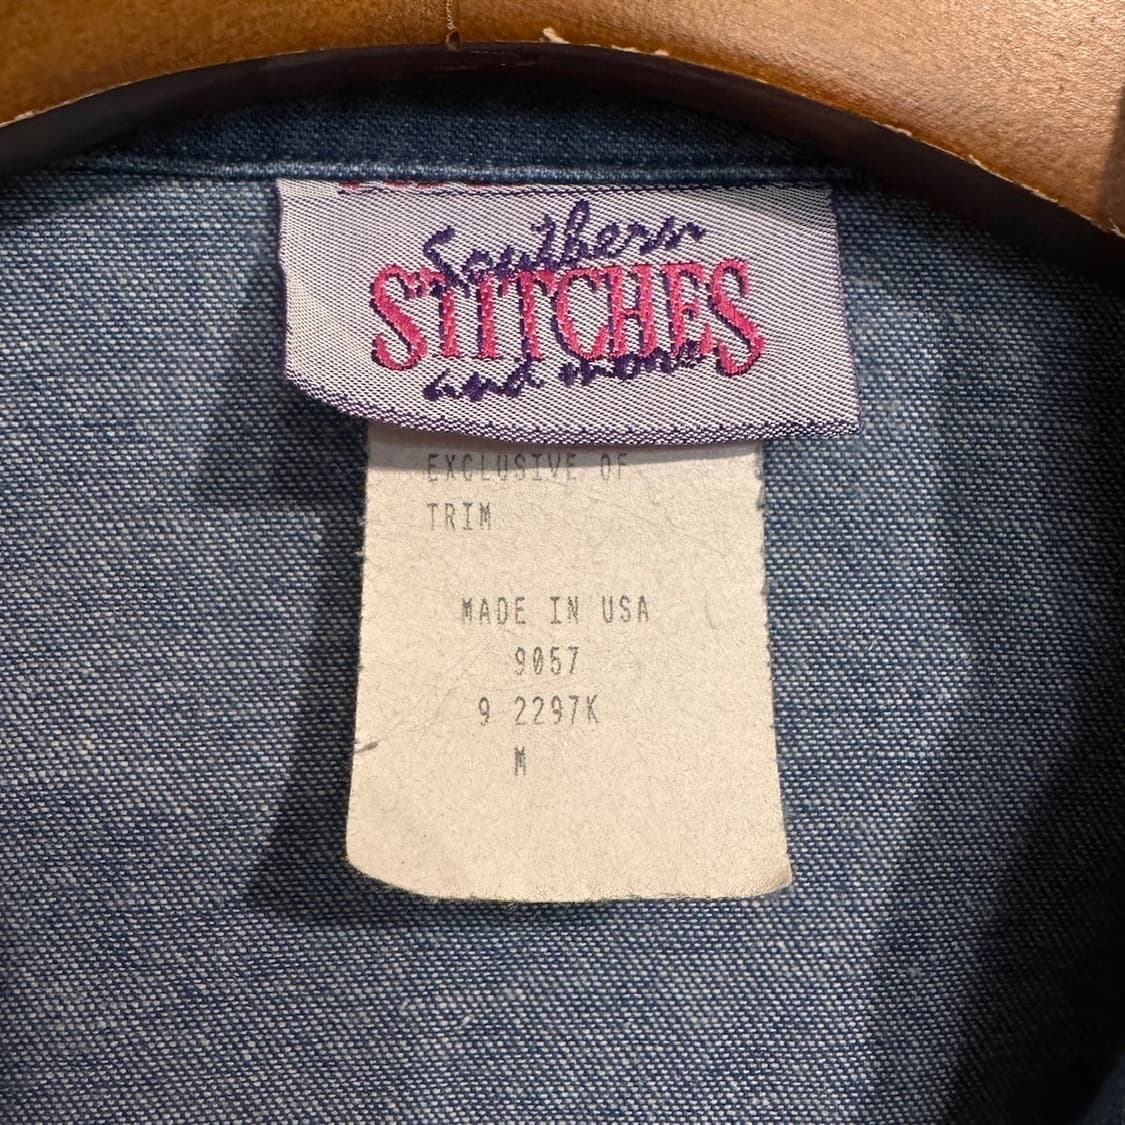 Southern
STITCHES
and more
EXCLUSIVE OF
TRIM
MADE IN USA
9057
9 2297K
M